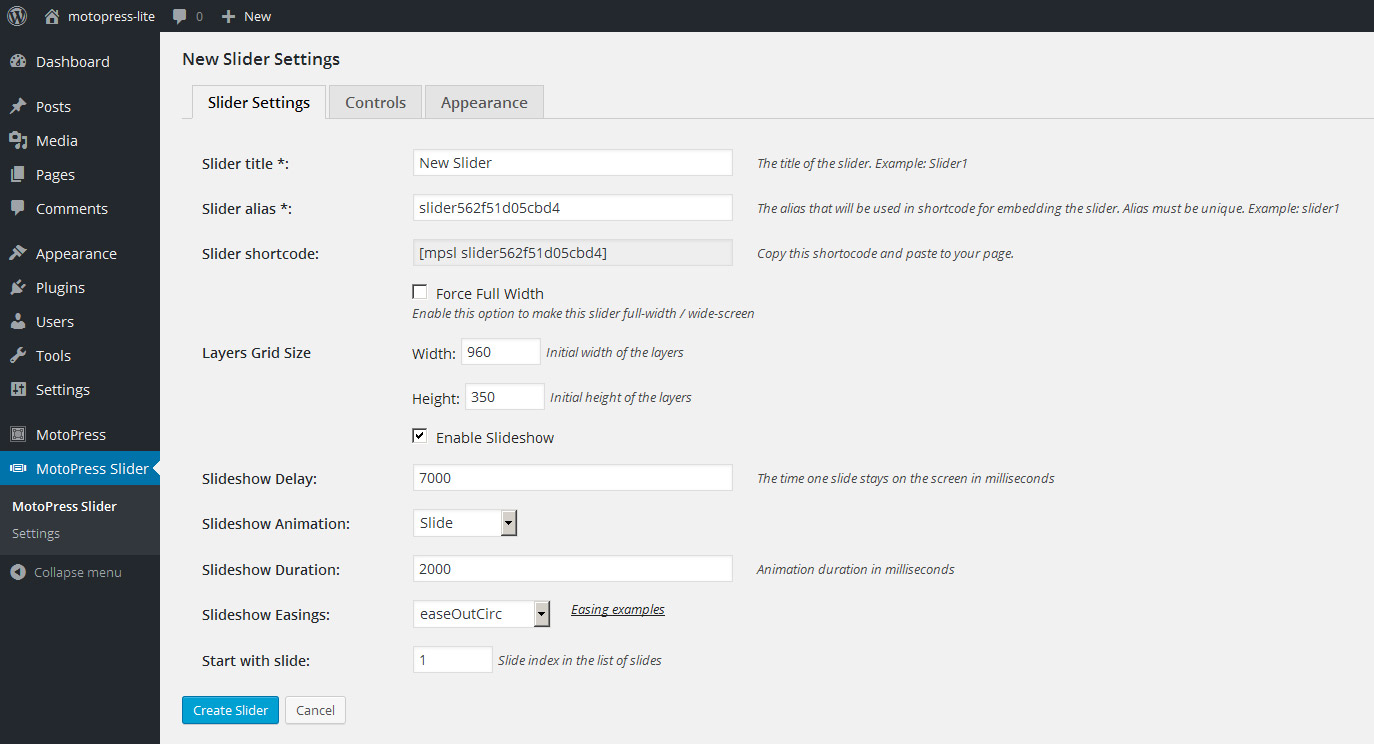 motopress-lite 0 New
Dashboard
Posts
Media
Pages
Comments
Appearance
Plugins
Users
Tools
Settings
MotoPress
MotoPress Slider
MotoPress Slider
Settings
Collapse menu
New Slider Settings
Slider Settings Controls Appearance
Slider title *: New Slider The title of the slider. Example: Slider1
Slider alias *: slider562f51d05cbd4 The alias that will be used in shortcode for embedding the slider. Alias must be unique. Example: slider1
Slider shortcode: [mpsl slider562f51d05cbd4] Copy this shortocode and paste to your page.
Force Full Width
Enable this option to make this slider full-width / wide-screen
Layers Grid Size Width: 960 Initial width of the layers
Height: 350 Initial height of the layers
Enable Slideshow
Slideshow Delay: 7000 The time one slide stays on the screen in milliseconds
Slideshow Animation: Slide
Slideshow Duration: 2000 Animation duration in milliseconds
Slideshow Easings: easeOutCirc Easing examples
Start with slide: 1 Slide index in the list of slides
Create Slider Cancel